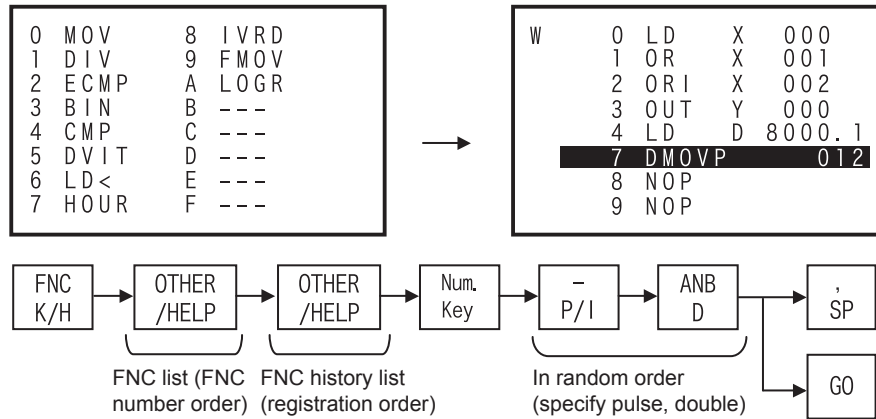 0 MOV 8 IVRD
1 DIV 9 FMOV
2 ECMP A LOGR
3 BIN B ---
4 CMP C ---
5 DVIT D ---
6 LD< E ---
7 HOUR F ---
W 0 LD X 000
1 OR X 001
2 ORI X 002
3 OUT Y 000
4 LD D 8000.1
7 DMOVP 012
8 NOP
9 NOP
FNC
K/H
OTHER
/HELP
OTHER
/HELP
Num.
Key
−
P/I
ANB
D
,
SP
GO
FNC list (FNC
number order)
FNC history list
(registration order)
In random order
(specify pulse, double)